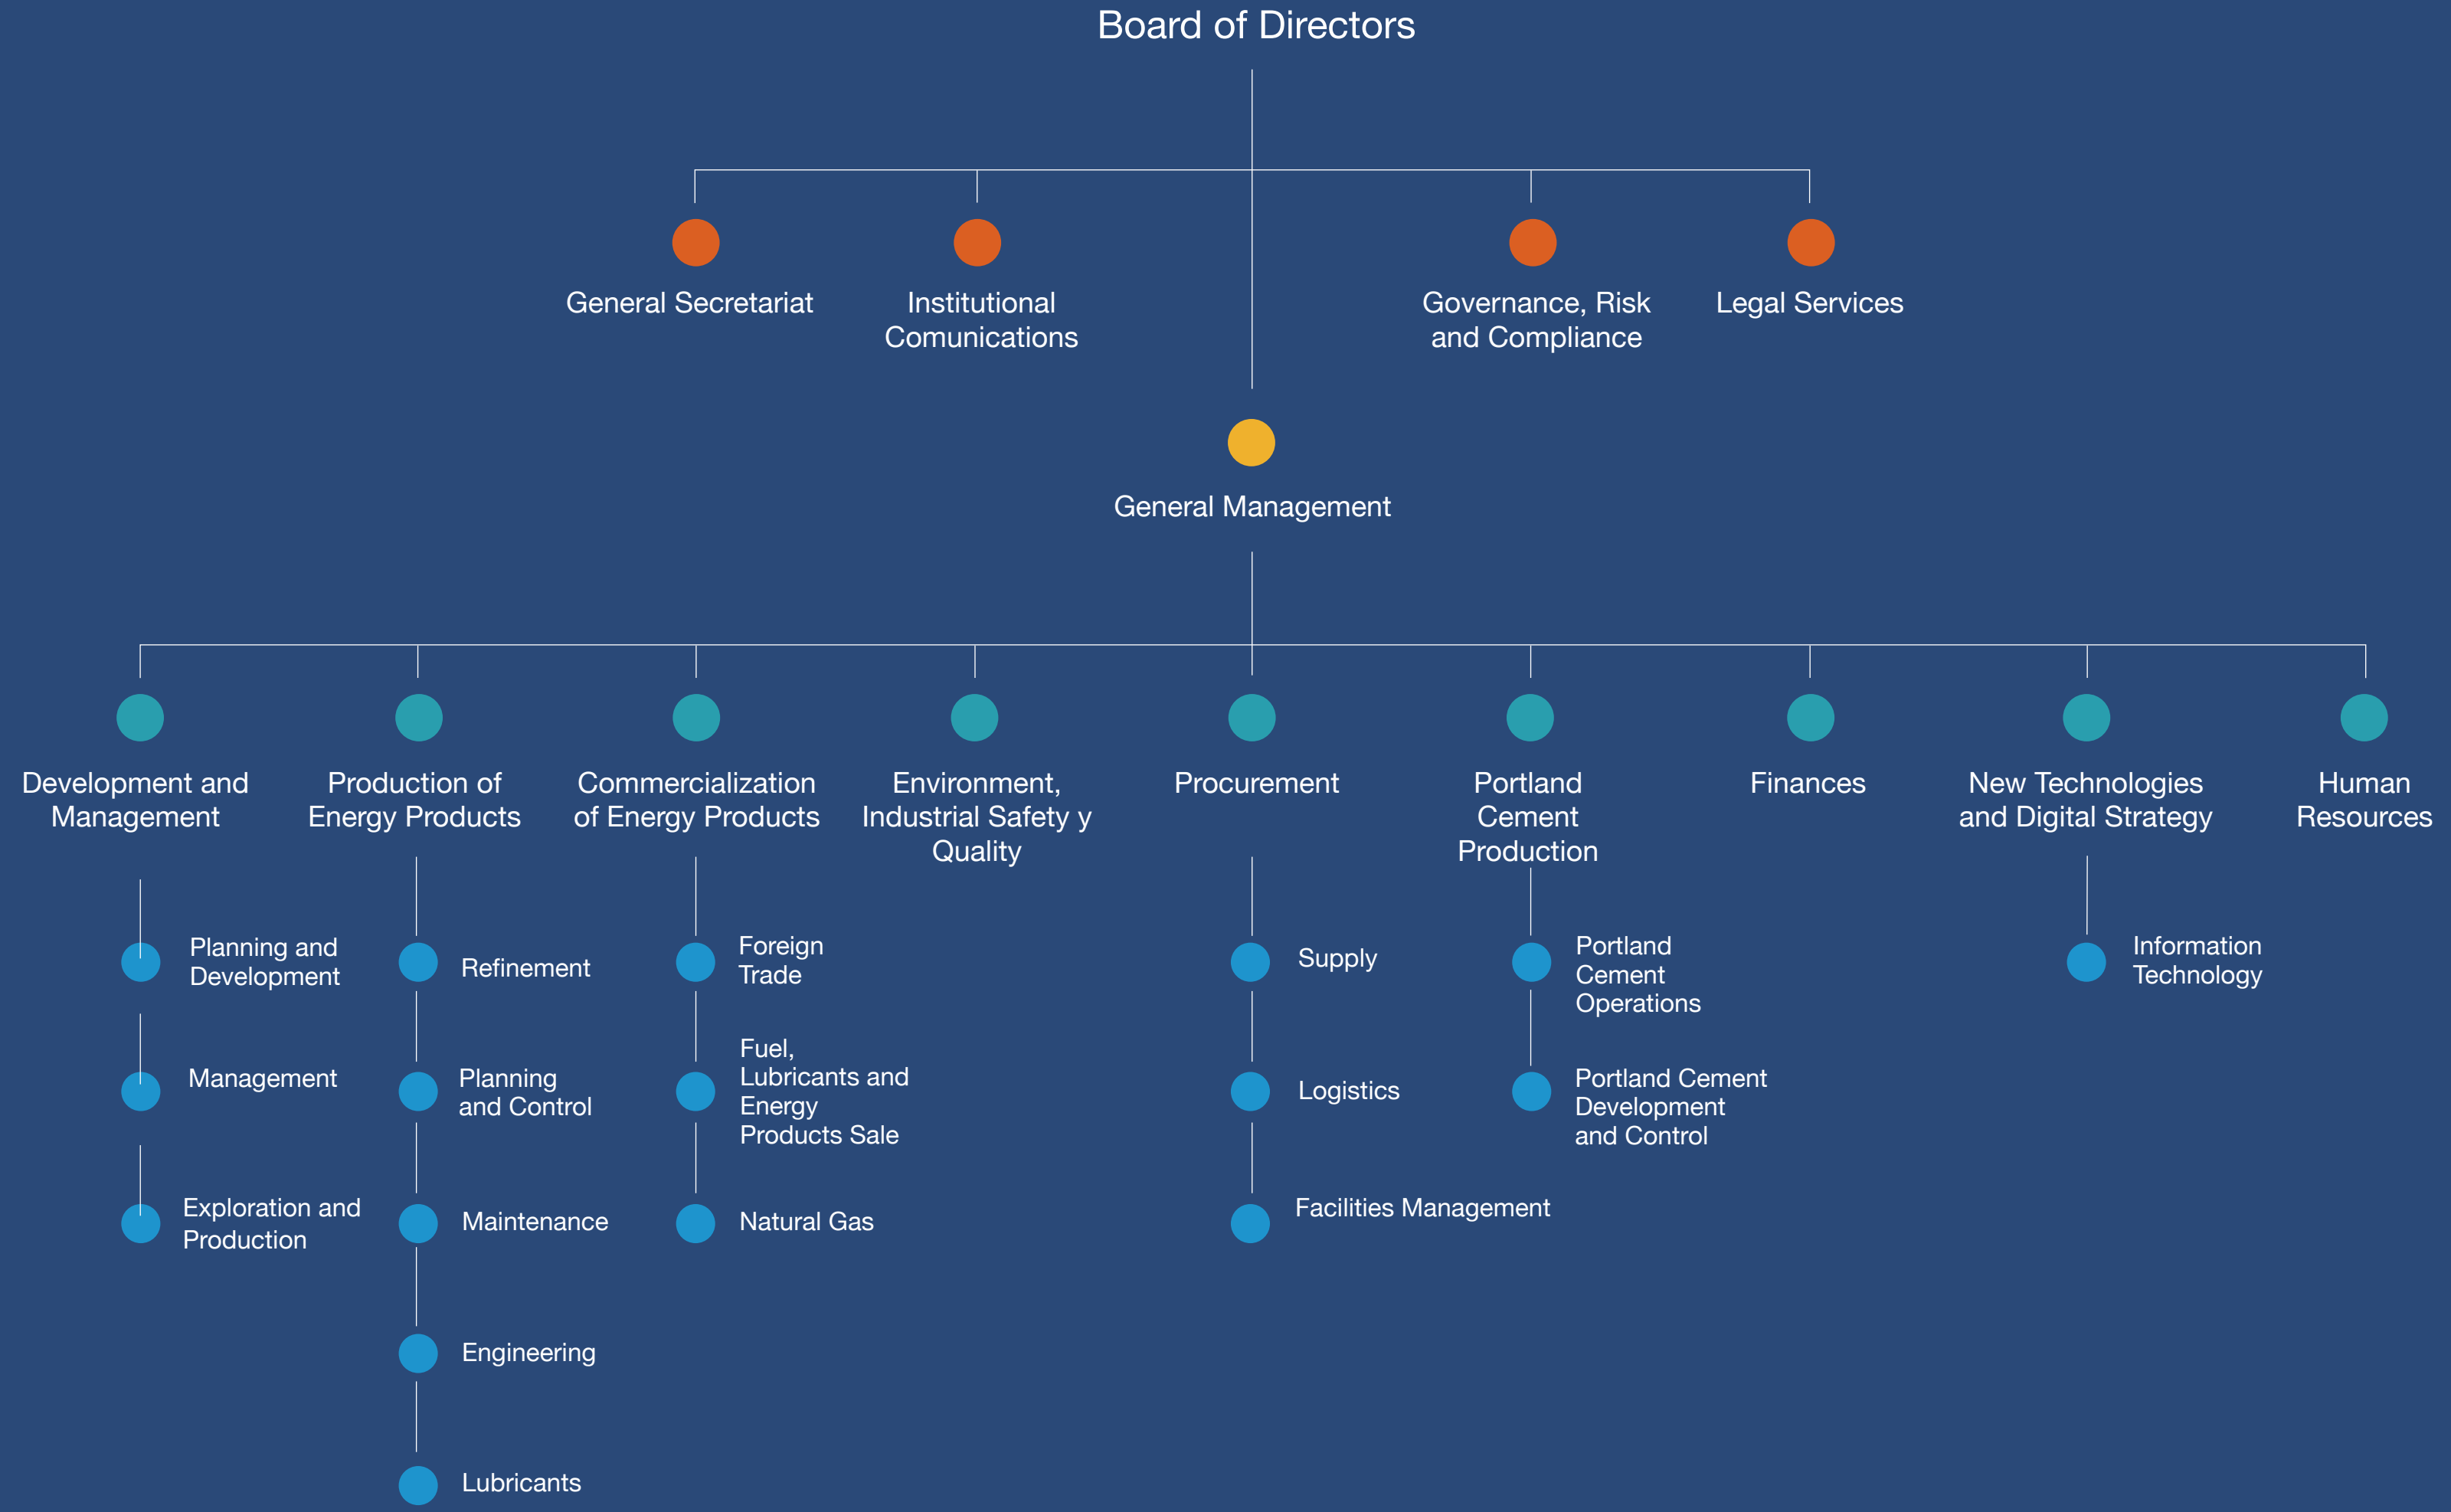 Board of Directors
General Secretariat
Institutional
Comunications
Governance, Risk
and Compliance
Legal Services
General Management
Development and
Management
Production of
Energy Products
Commercialization
of Energy Products
Environment,
Industrial Safety y
Quality
Procurement
Portland
Cement
Production
Finances
New Technologies
and Digital Strategy
Human
Resources
Planning and
Development
Management
Exploration and
Production
Refinement
Planning
and Control
Maintenance
Engineering
Lubricants
Foreign
Trade
Fuel,
Lubricants and
Energy
Products Sale
Natural Gas
Supply
Logistics
Facilities Management
Portland
Cement
Operations
Portland Cement
Development
and Control
Information
Technology